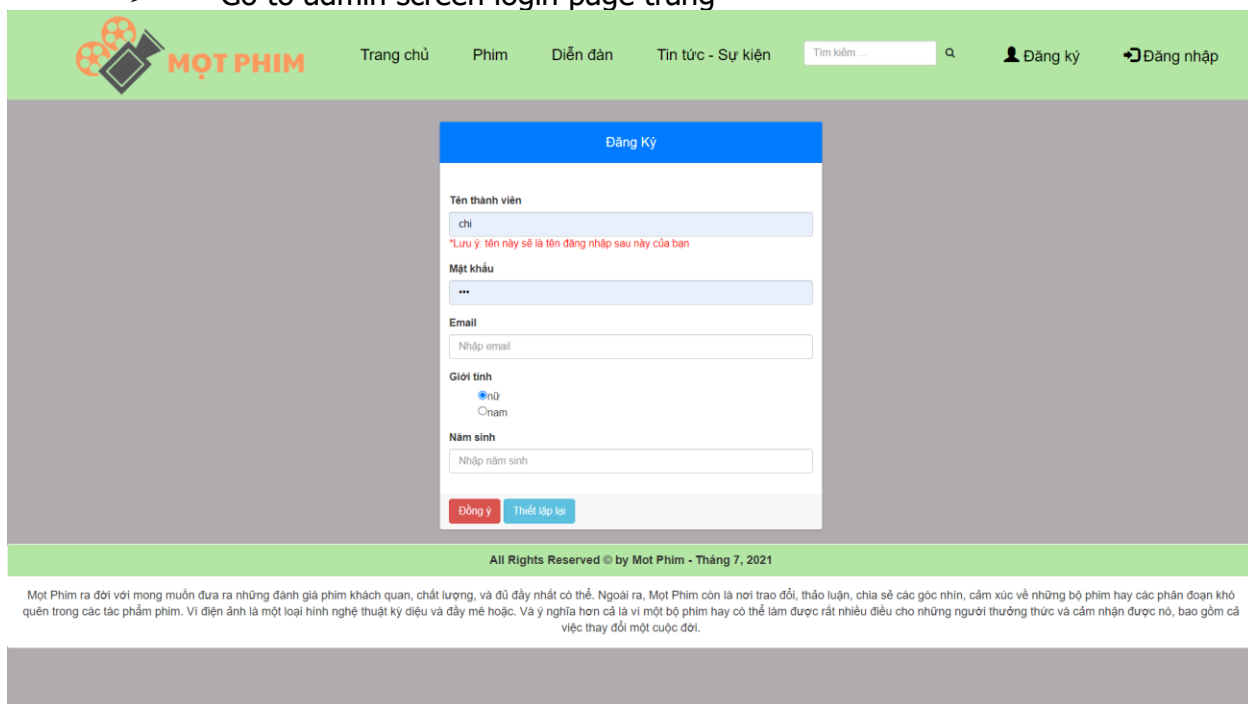 Go to admin screen login page trang
MỌT PHIM
Trang chủ Phim Diễn đàn Tin tức - Sự kiện Tìm kiếm ... Đăng ký Đăng nhập
Đăng Ký
Tên thành viên
chi
*Lưu ý: tên này sẽ là tên đăng nhập sau này của bạn
Mật khẩu
•••
Email
Nhập email
Giới tính
nữ
nam
Năm sinh
Nhập năm sinh
Đồng ý Thiết lập lại
All Rights Reserved © by Mot Phim - Tháng 7, 2021
Mọt Phim ra đời với mong muốn đưa ra những đánh giá phim khách quan, chất lượng, và đủ đầy nhất có thể. Ngoài ra, Mọt Phim còn là nơi trao đổi, thảo luận, chia sẻ các góc nhìn, cảm xúc về những bộ phim hay các phân đoạn khó
quên trong các tác phẩm phim. Vì điện ảnh là một loại hình nghệ thuật kỳ diệu và đầy mê hoặc. Và ý nghĩa hơn cả là vì một bộ phim hay có thể làm được rất nhiều điều cho những người thưởng thức và cảm nhận được nó, bao gồm cả
việc thay đổi một cuộc đời.